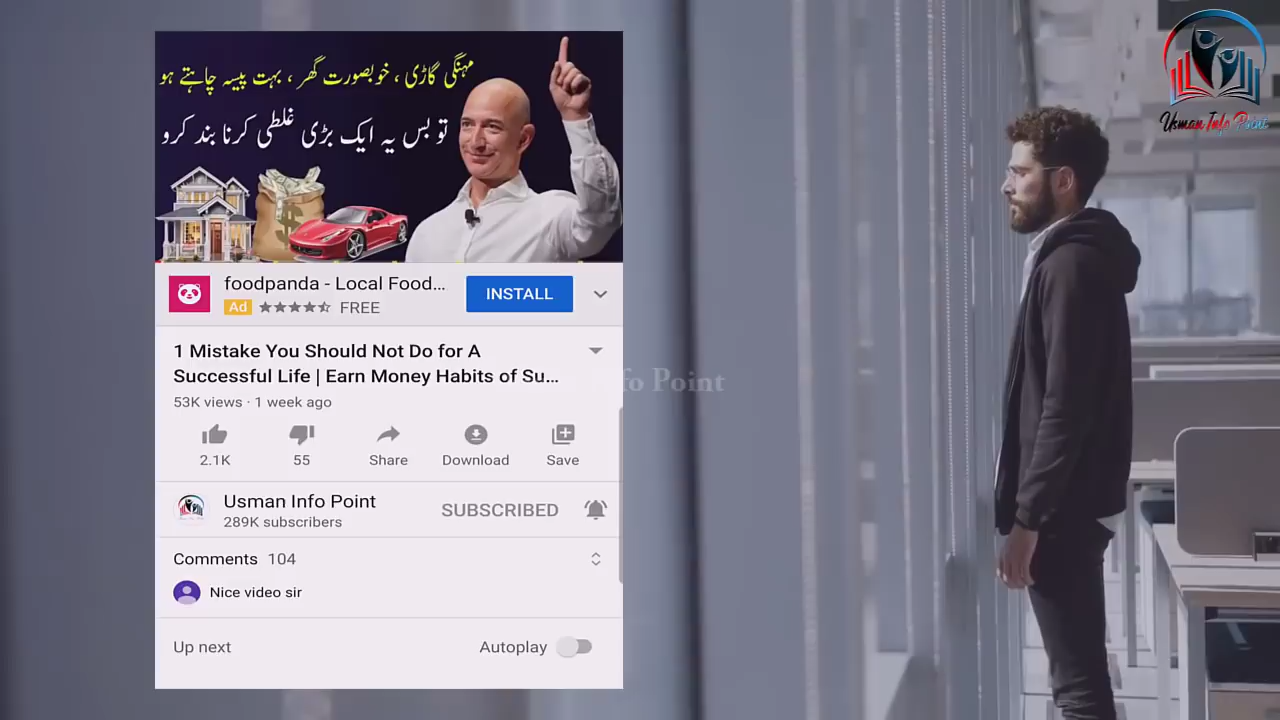 مہنگی گاڑی ، خوبصورت گھر ، بہت پیسہ چاہتے ہو
تو بس یہ ایک بڑی غلطی کرنا بند کرو
Usman Info Point
foodpanda - Local Food...
INSTALL
Ad FREE
1 Mistake You Should Not Do for A
Successful Life | Earn Money Habits of Su...
fo Point
53K views · 1 week ago
2.1K 55 Share Download Save
Usman Info Point
SUBSCRIBED
289K subscribers
Comments 104
Nice video sir
Up next
Autoplay